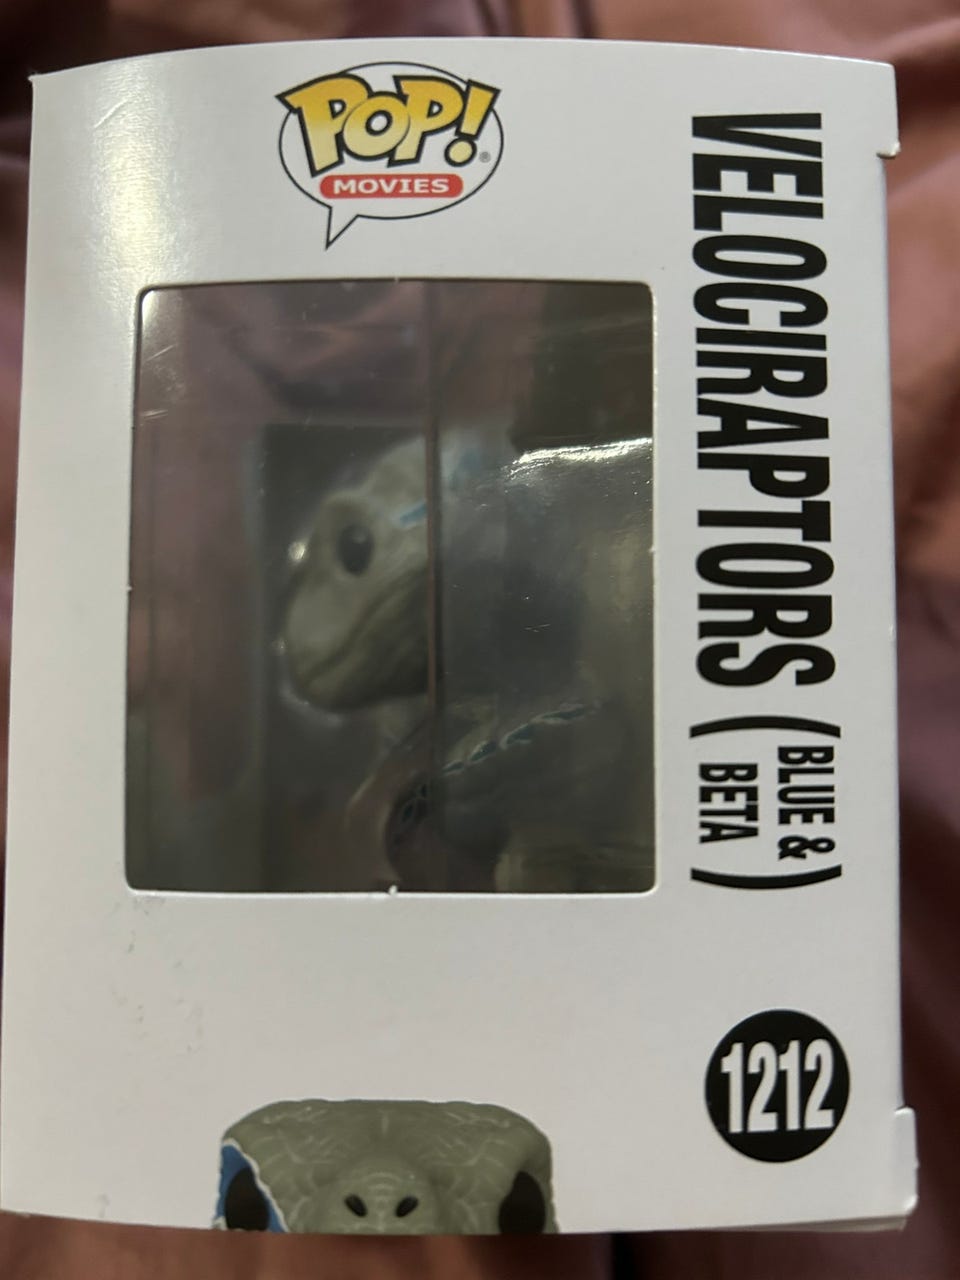 POP!
MOVIES
VELOCIRAPTORS (BLUE &
BETA)
1212